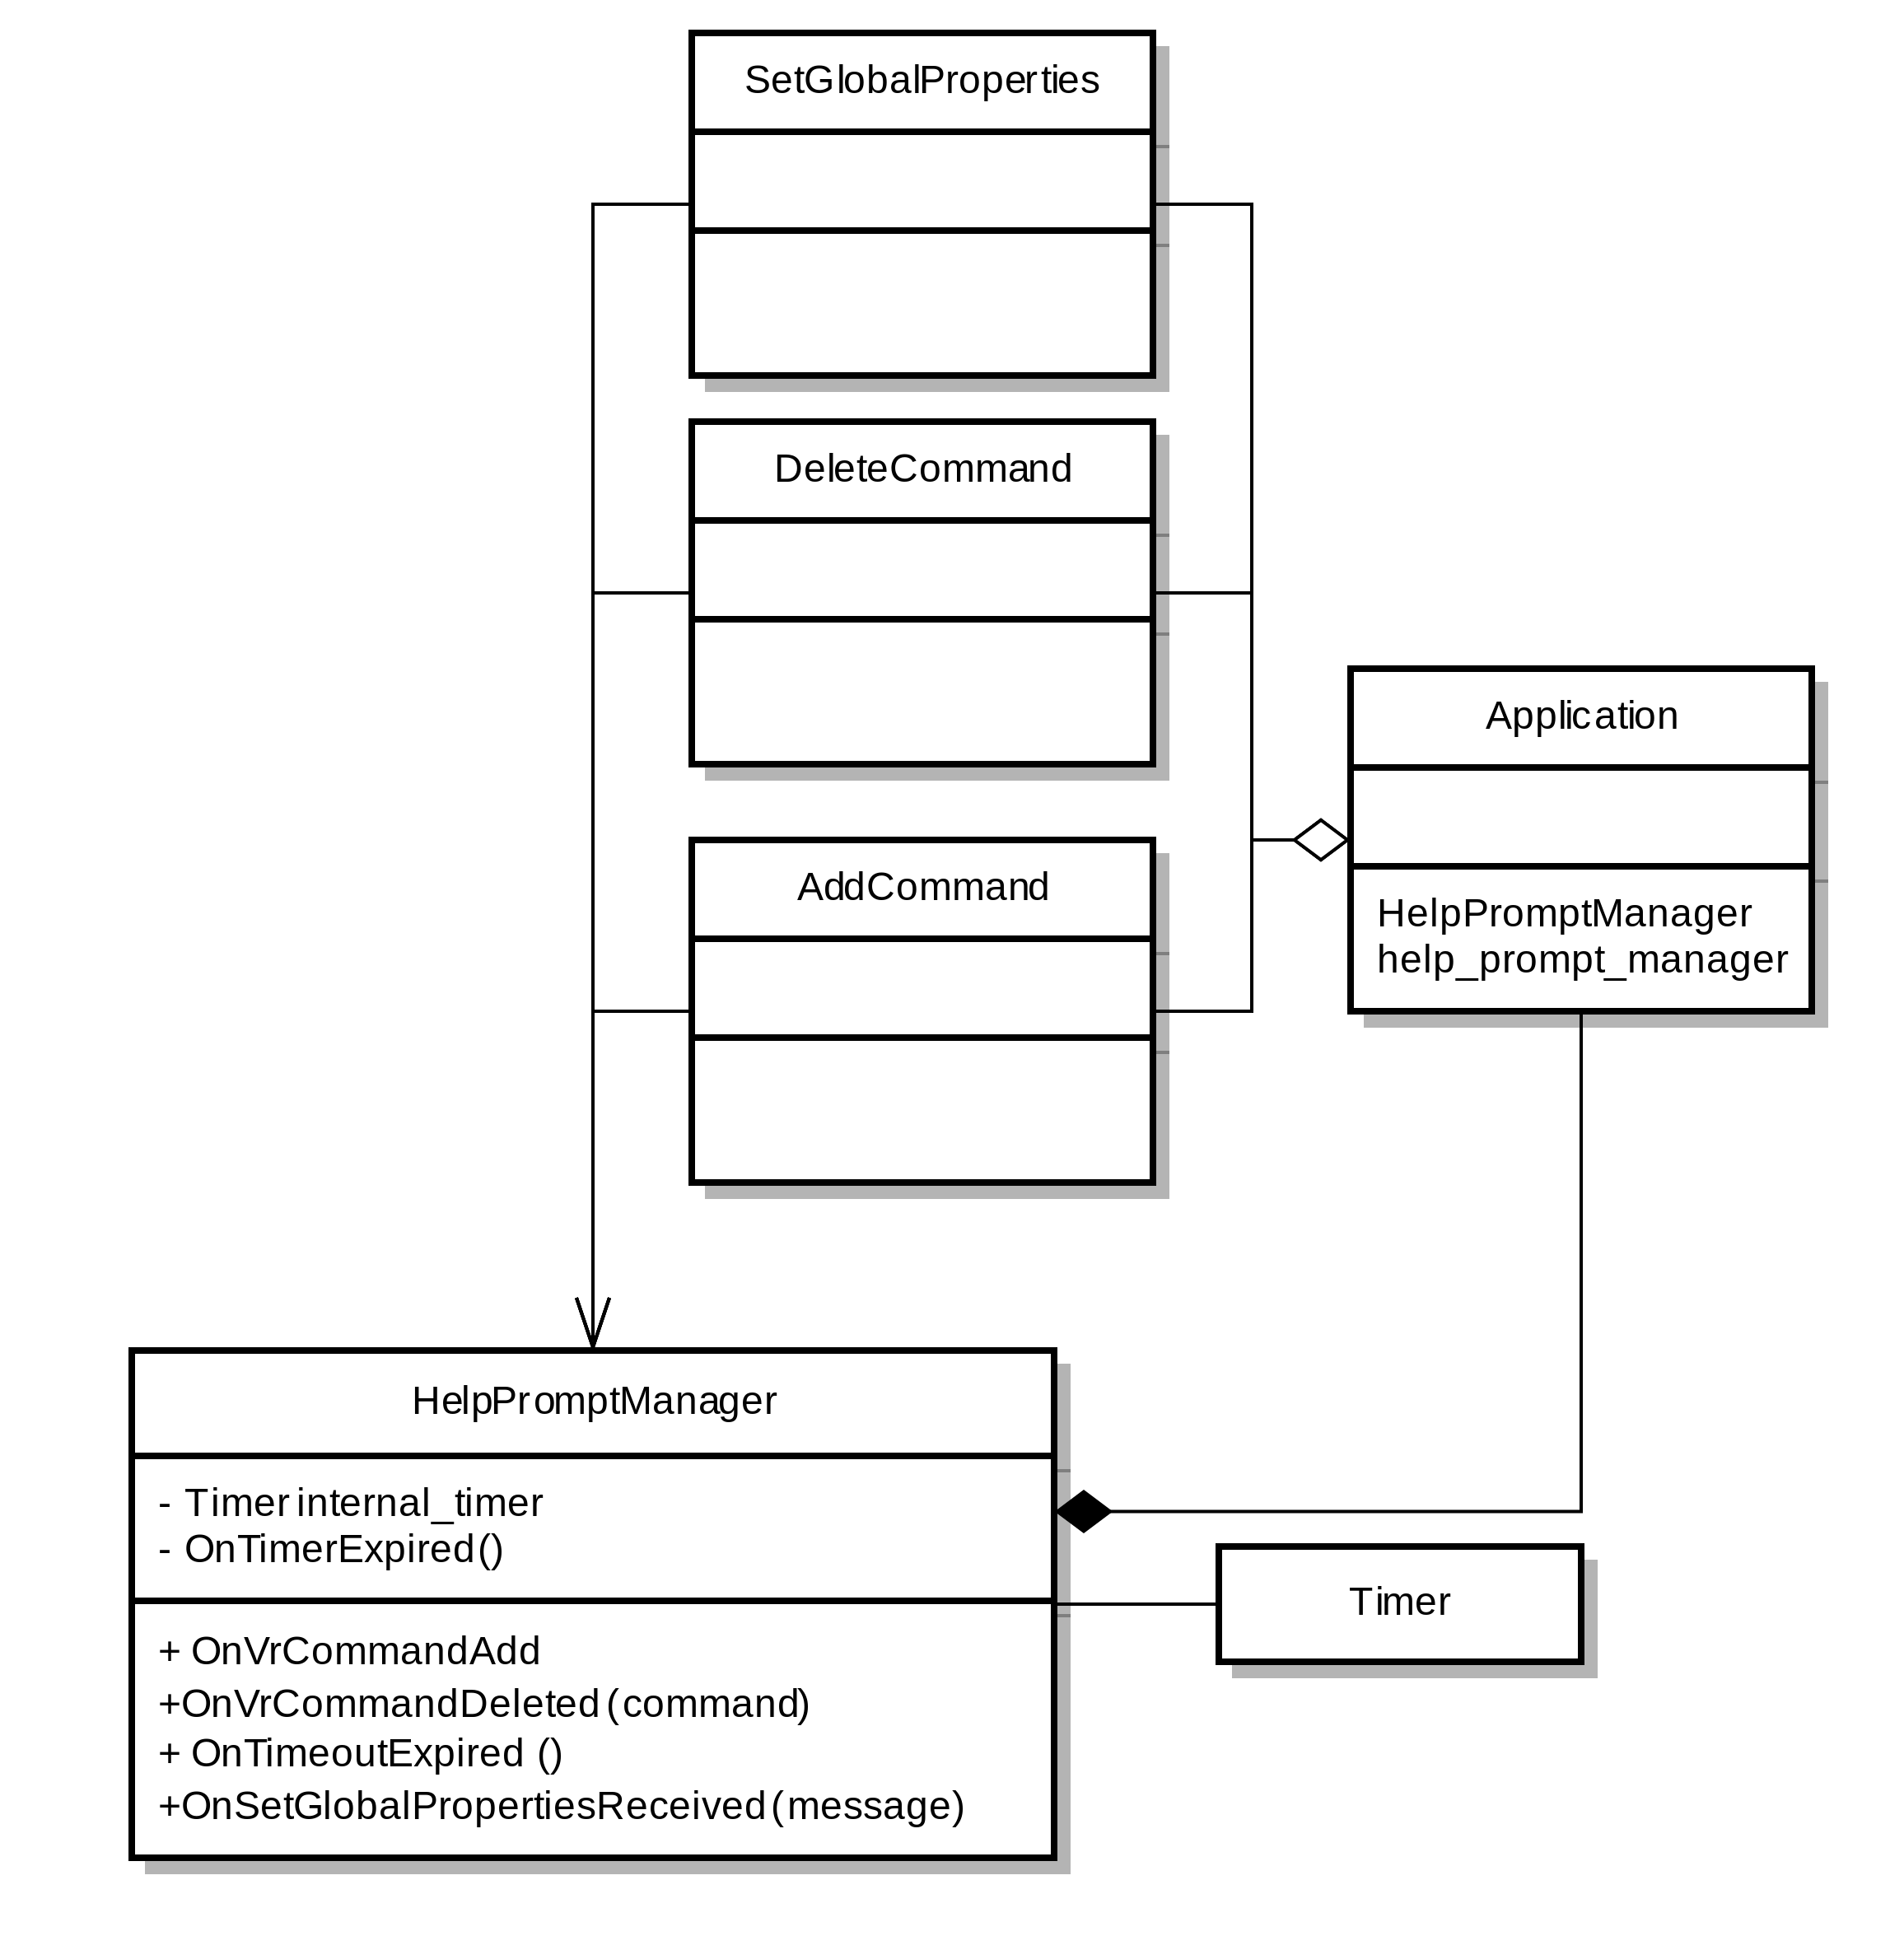 SetGlobalProperties
DeleteCommand
Application
AddCommand
HelpPromptManager
help_prompt_manager
HelpPromptManager
- Timer internal_timer
- OnTimerExpired()
Timer
+ OnVrCommandAdd
+OnVrCommandDeleted (command)
+ OnTimeoutExpired ()
+OnSetGlobalPropertiesReceived (message)